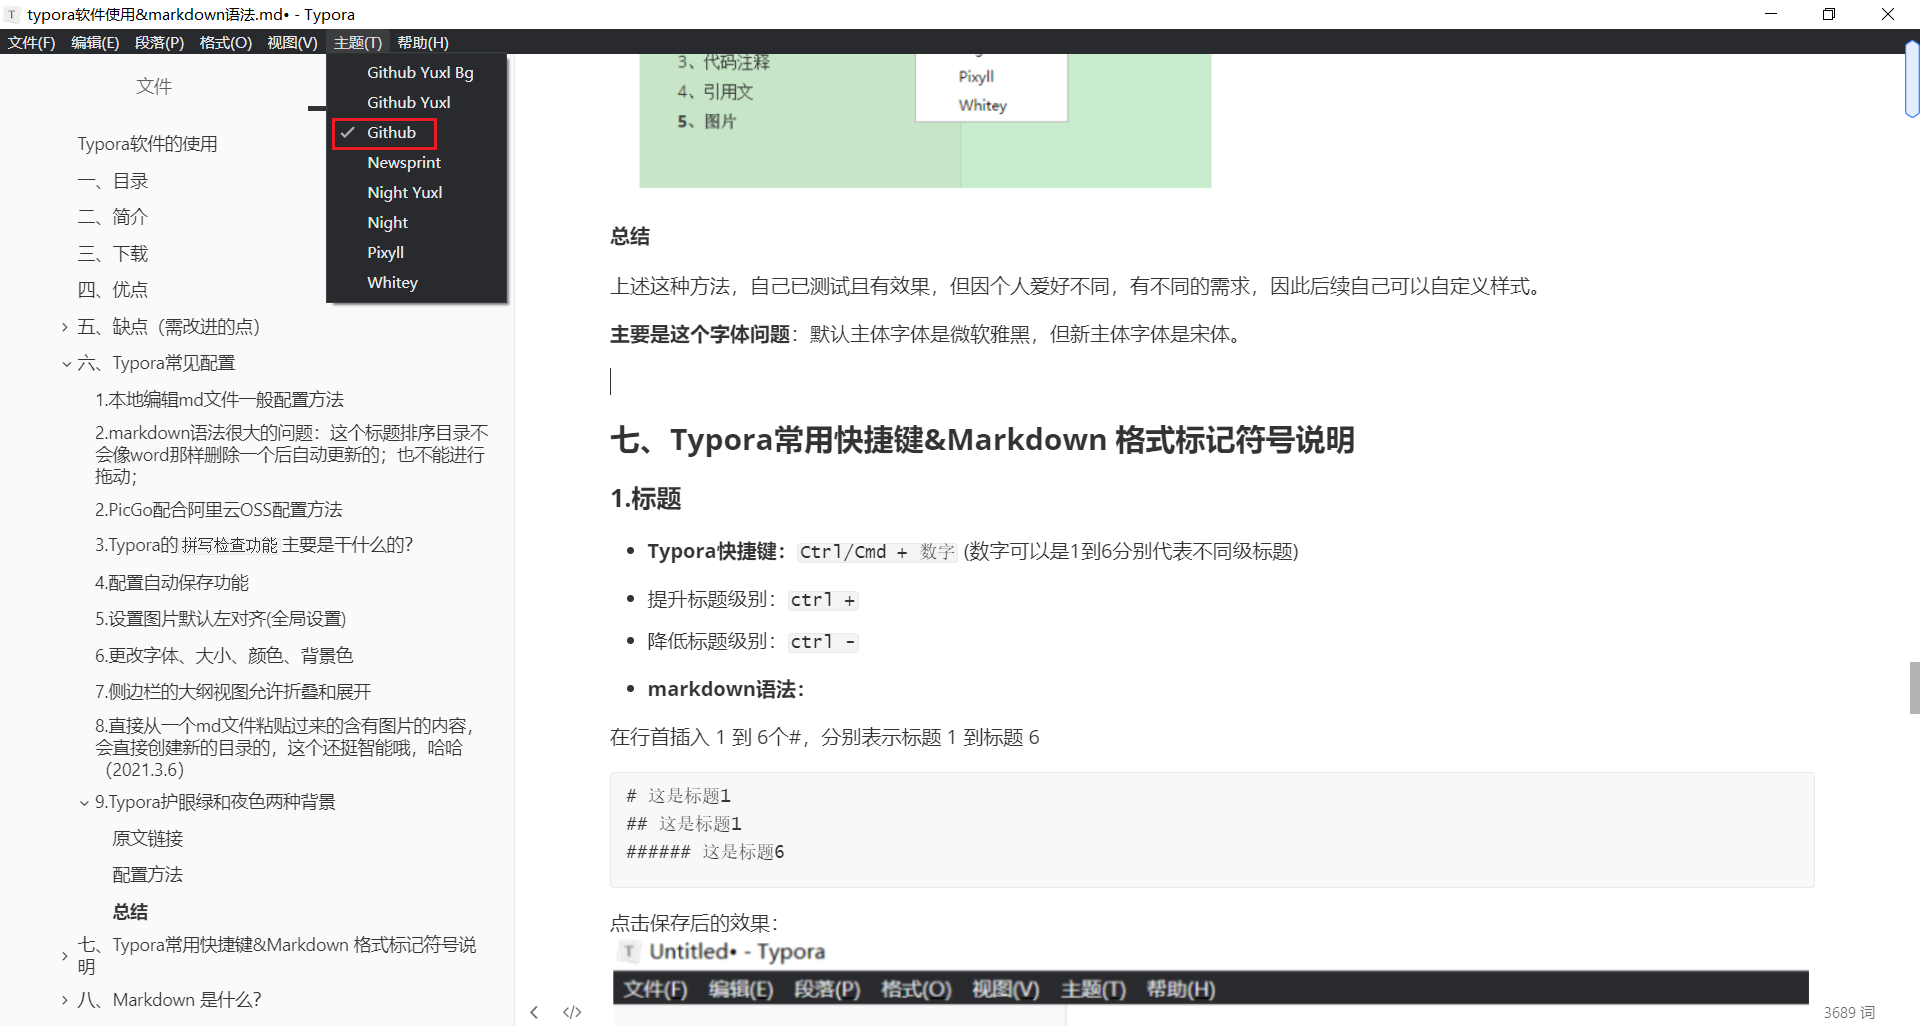 typora软件使用&markdown语法.md• - Typora
文件(F) 编辑(E) 段落(P) 格式(O) 视图(V) 主题(T) 帮助(H)
Github Yuxl Bg
Github Yuxl
Github
Newsprint
Night Yuxl
Night
Pixyll
Whitey
文件
Typora软件的使用
一、目录
二、简介
三、下载
四、优点
五、缺点（需改进的点）
六、Typora常见配置
1.本地编辑md文件一般配置方法
2.markdown语法很大的问题：这个标题排序目录不
会像word那样删除一个后自动更新的；也不能进行
拖动；
2.PicGo配合阿里云OSS配置方法
3.Typora的 拼写检查功能 主要是干什么的？
4.配置自动保存功能
5.设置图片默认左对齐(全局设置)
6.更改字体、大小、颜色、背景色
7.侧边栏的大纲视图允许折叠和展开
8.直接从一个md文件粘贴过来的含有图片的内容，
会直接创建新的目录的，这个还挺智能哦，哈哈
（2021.3.6）
9.Typora护眼绿和夜色两种背景
原文链接
配置方法
总结
七、Typora常用快捷键&Markdown 格式标记符号说
明
八、Markdown 是什么？
3、代码注释
4、引用文
5、图片
Pixyll
Whitey
总结
上述这种方法，自己已测试且有效果，但因个人爱好不同，有不同的需求，因此后续自己可以自定义样式。
主要是这个字体问题：默认主体字体是微软雅黑，但新主体字体是宋体。
七、Typora常用快捷键&Markdown 格式标记符号说明
1.标题
• Typora快捷键： Ctrl/Cmd + 数字 (数字可以是1到6分别代表不同级标题)
• 提升标题级别： ctrl +
• 降低标题级别： ctrl -
• markdown语法：
在行首插入 1 到 6个#，分别表示标题 1 到标题 6
# 这是标题1
## 这是标题1
###### 这是标题6
点击保存后的效果：
T Untitled• - Typora
文件(F) 编辑(E) 段落(P) 格式(O) 视图(V) 主题(T) 帮助(H)
</> 3689 词